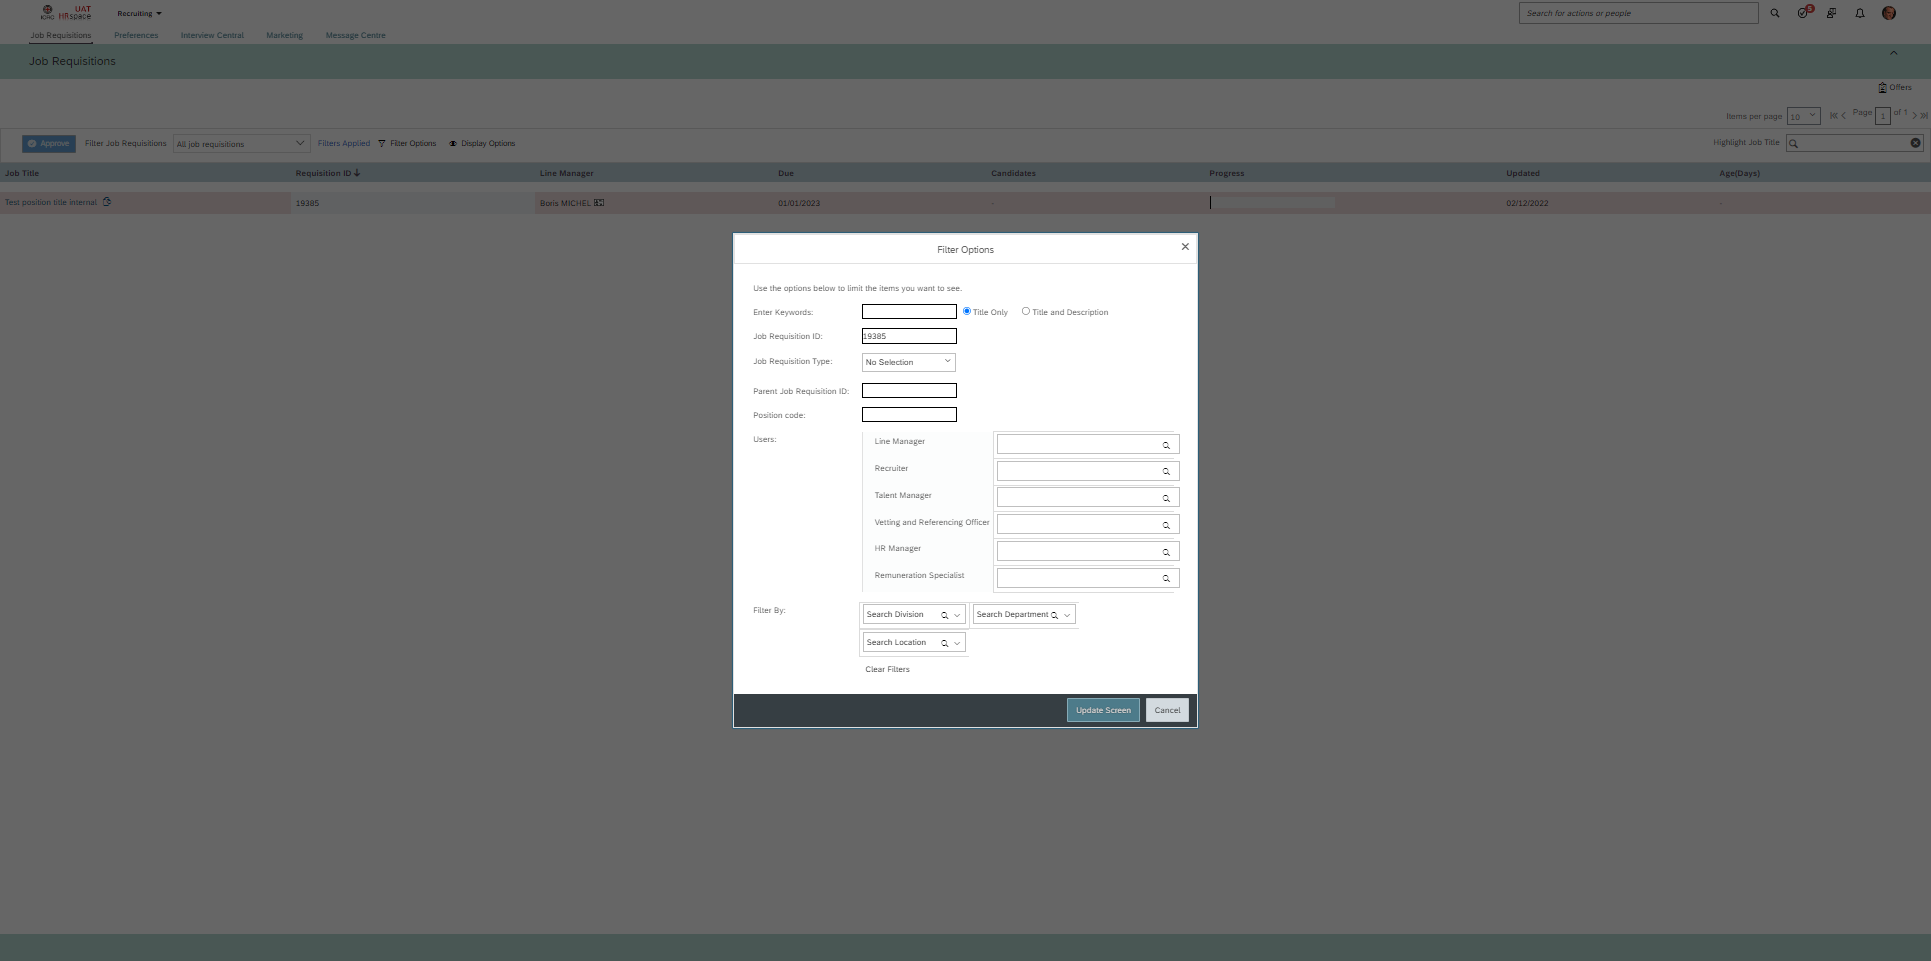 ICRC UAT HRspace Recruiting Search for actions or people 5
Job Requisitions Preferences Interview Central Marketing Message Centre
Job Requisitions
Offers
Items per page 10 Page 1 of 1
Approve Filter Job Requisitions All job requisitions Filters Applied Filter Options Display Options Highlight Job Title
Job Title Requisition ID Line Manager Due Candidates Progress Updated Age(Days)
Test position title internal 19385 Boris MICHEL 01/01/2023 - 02/12/2022 -
Filter Options
Use the options below to limit the items you want to see.
Enter Keywords: Title Only Title and Description
Job Requisition ID: 19385
Job Requisition Type: No Selection
Parent Job Requisition ID:
Position code:
Users: Line Manager
Recruiter
Talent Manager
Vetting and Referencing Officer
HR Manager
Remuneration Specialist
Filter By: Search Division Search Department
Search Location
Clear Filters
Update Screen Cancel